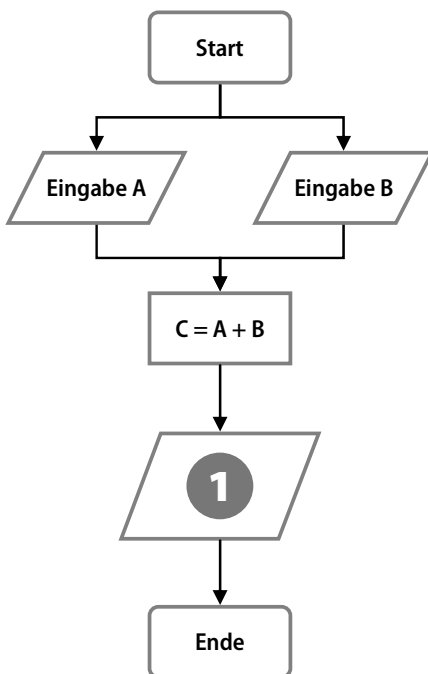 Start
Eingabe A
Eingabe B
C = A + B
1
Ende